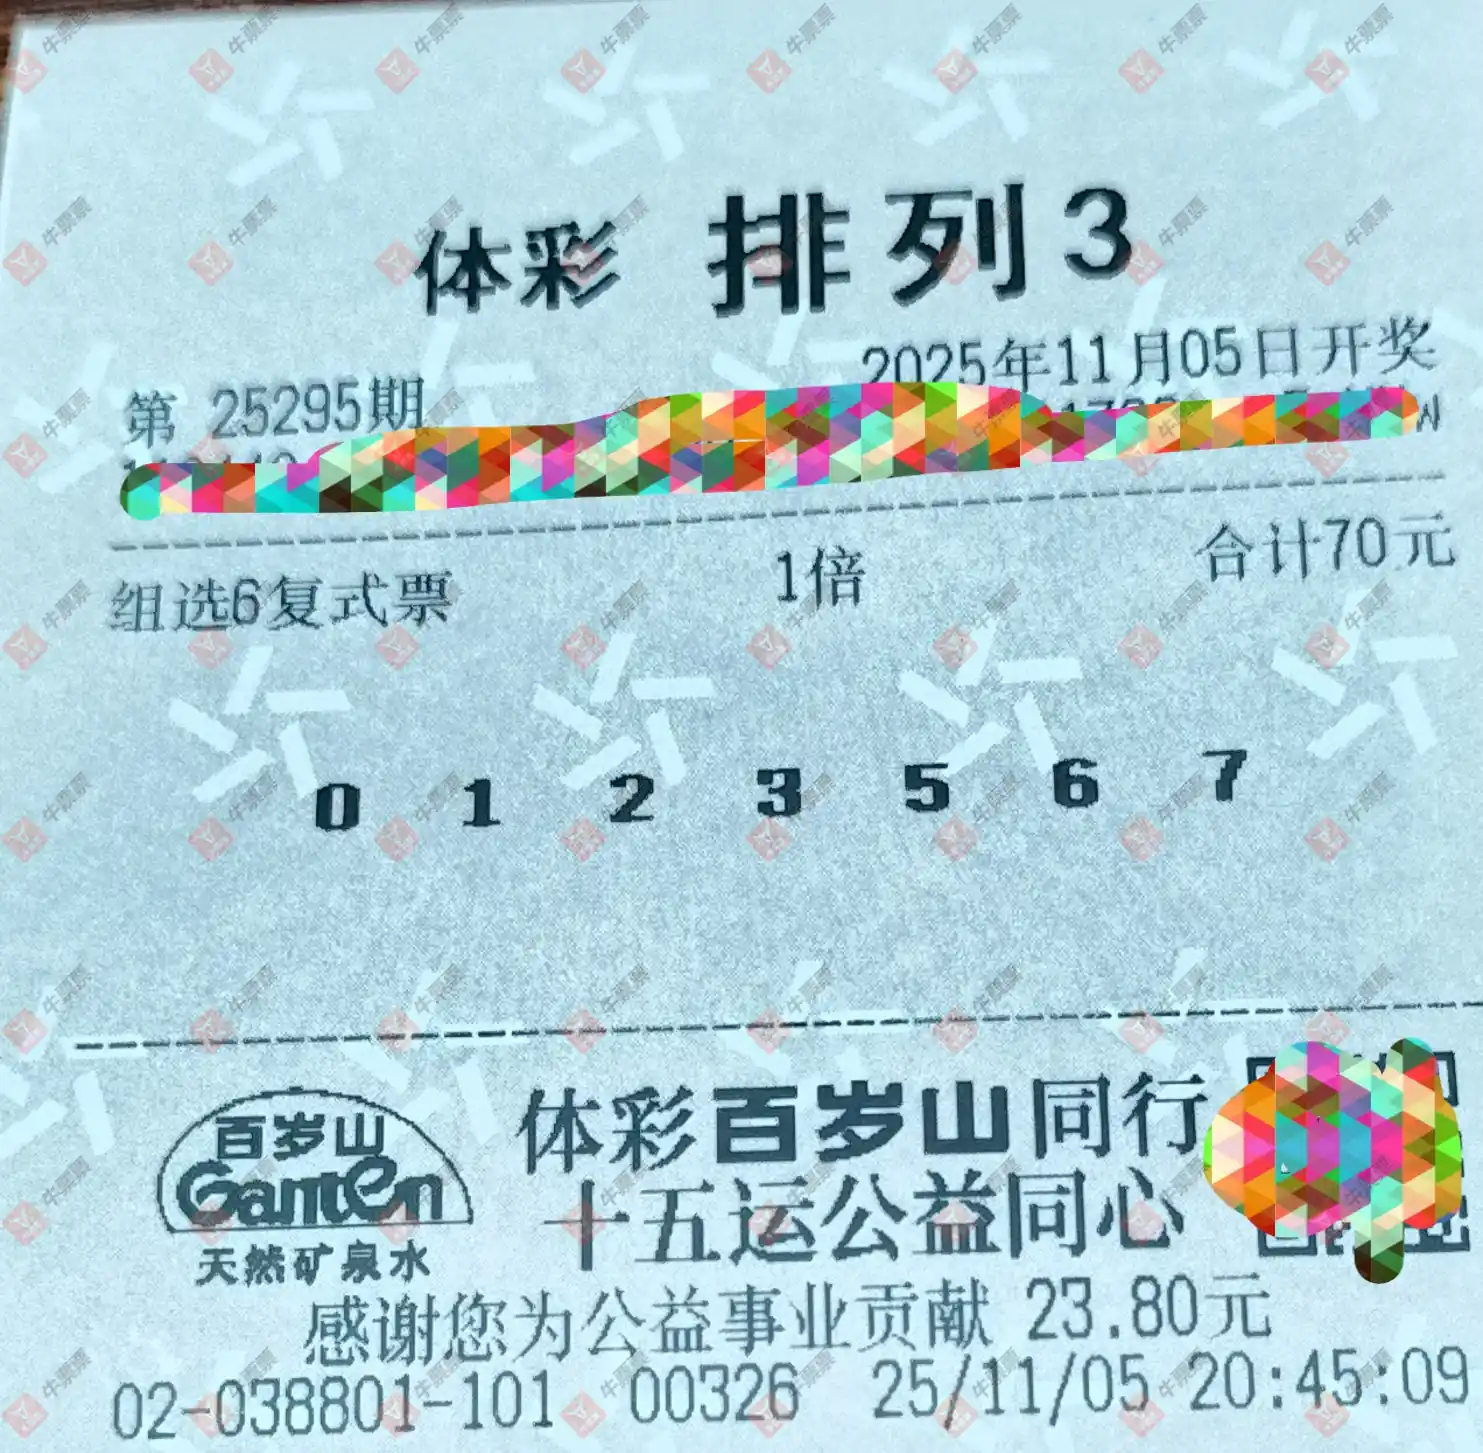 体彩 排列3
第 25295期 2025年11月05日开奖
组选6复式票 1倍 合计70元
0 1 2 3 5 6 7
百岁山
Ganten
天然矿泉水
体彩百岁山同行
十五运公益同心
感谢您为公益事业贡献 23.80元
02-038801-101 00326 25/11/05 20:45:09
牛票票